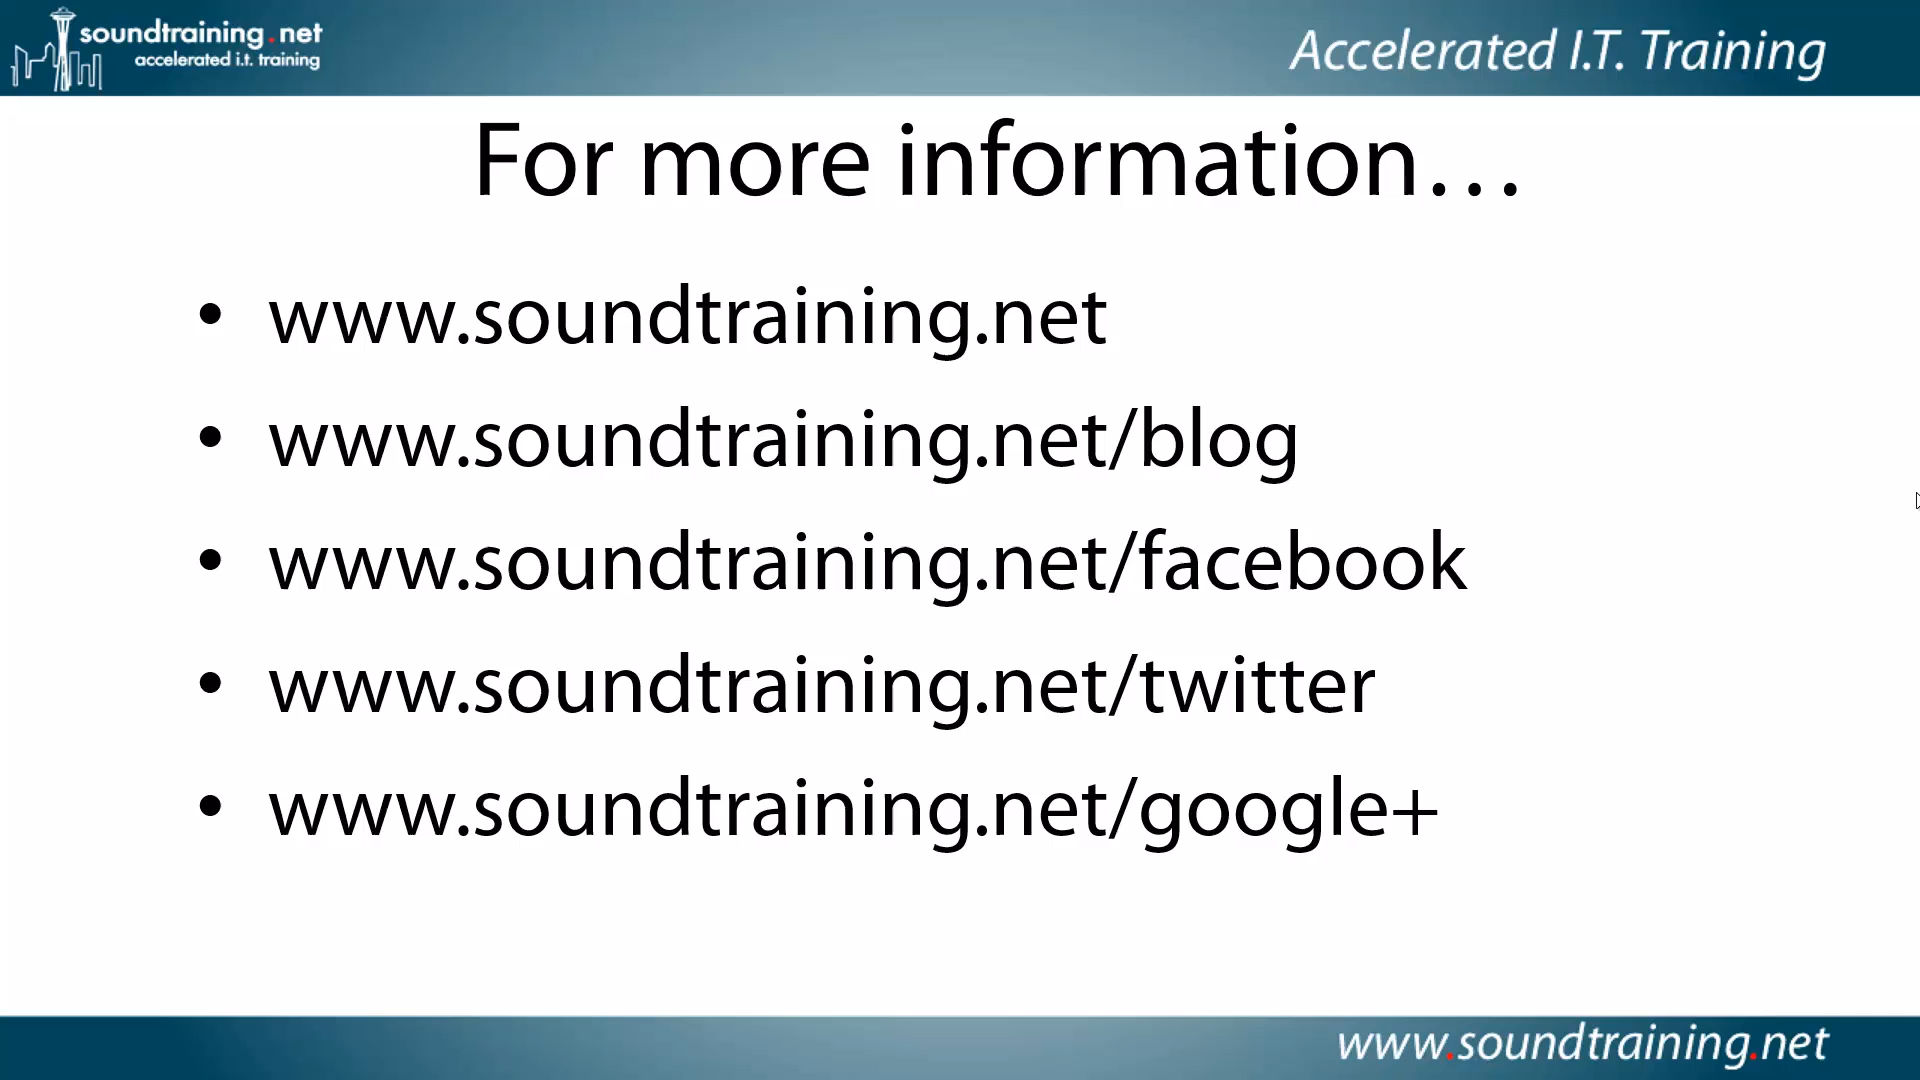 soundtraining.net
accelerated i.t. training
Accelerated I.T. Training
For more information…
• www.soundtraining.net
• www.soundtraining.net/blog
• www.soundtraining.net/facebook
• www.soundtraining.net/twitter
• www.soundtraining.net/google+
www.soundtraining.net